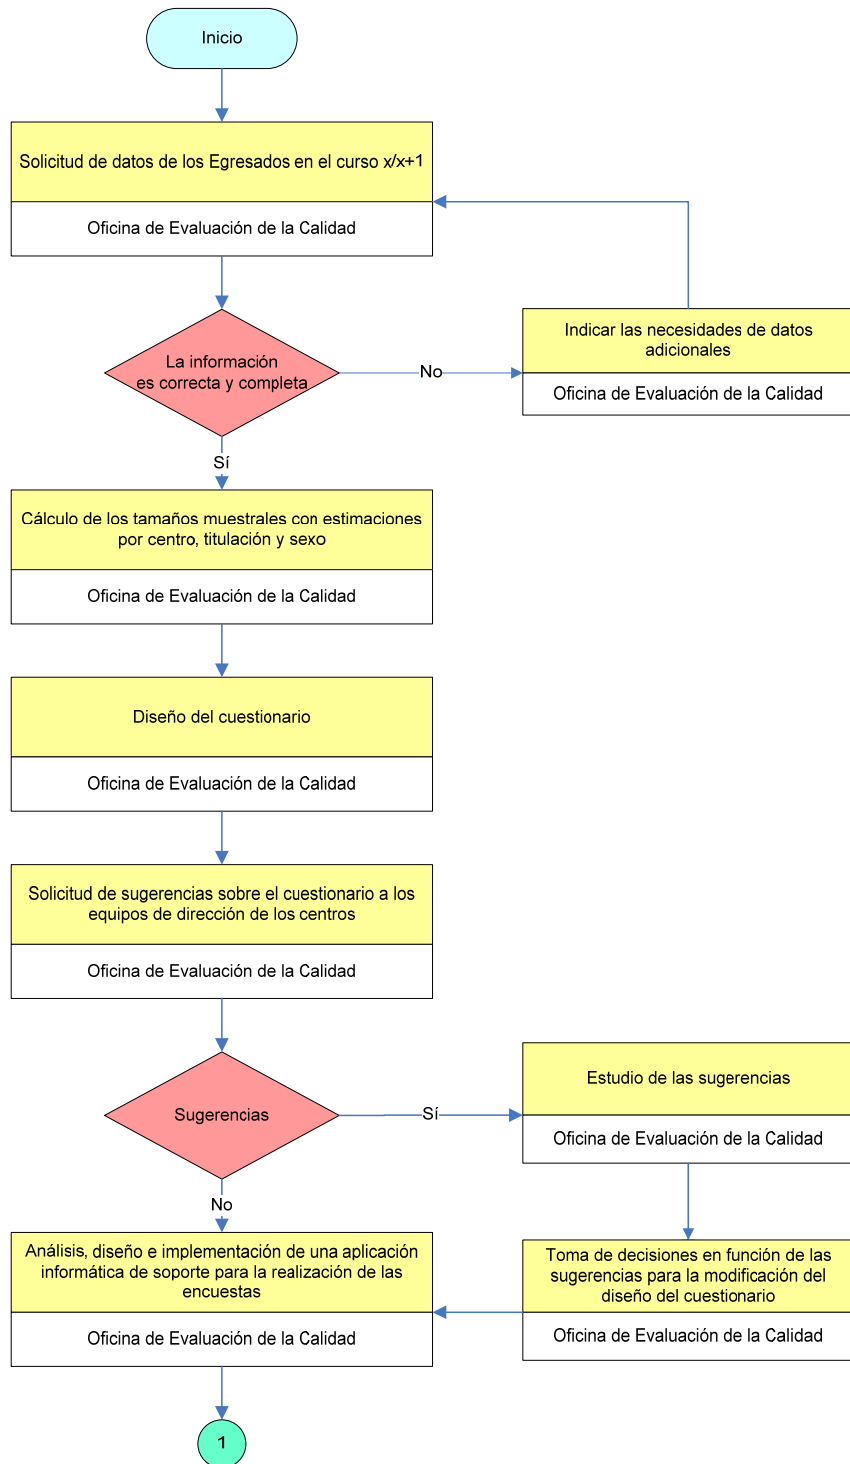 Inicio
Solicitud de datos de los Egresados en el curso x/x+1
Oficina de Evaluación de la Calidad
La información
es correcta y completa
No
Indicar las necesidades de datos
adicionales
Oficina de Evaluación de la Calidad
Sí
Cálculo de los tamaños muestrales con estimaciones
por centro, titulación y sexo
Oficina de Evaluación de la Calidad
Diseño del cuestionario
Oficina de Evaluación de la Calidad
Solicitud de sugerencias sobre el cuestionario a los
equipos de dirección de los centros
Oficina de Evaluación de la Calidad
Sugerencias
Sí
Estudio de las sugerencias
Oficina de Evaluación de la Calidad
No
Análisis, diseño e implementación de una aplicación
informática de soporte para la realización de las
encuestas
Oficina de Evaluación de la Calidad
Toma de decisiones en función de las
sugerencias para la modificación del
diseño del cuestionario
Oficina de Evaluación de la Calidad
1